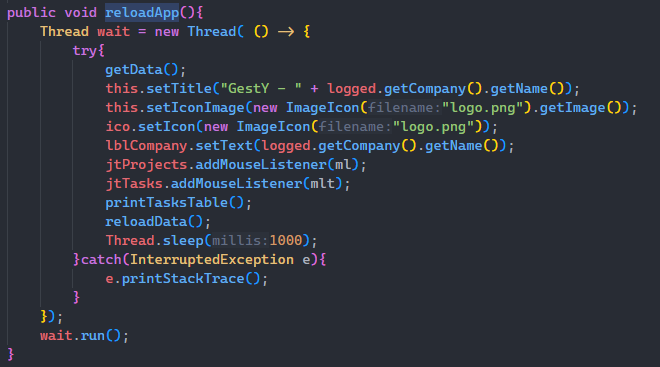 public void reloadApp(){
Thread wait = new Thread( () -> {
try{
getData();
this.setTitle("GestY - " + logged.getCompany().getName());
this.setIconImage(new ImageIcon(filename:"logo.png").getImage());
ico.setIcon(new ImageIcon(filename:"logo.png"));
lblCompany.setText(logged.getCompany().getName());
jtProjects.addMouseListener(ml);
jtTasks.addMouseListener(mlt);
printTasksTable();
reloadData();
Thread.sleep(millis:1000);
}catch(InterruptedException e){
e.printStackTrace();
}
});
wait.run();
}